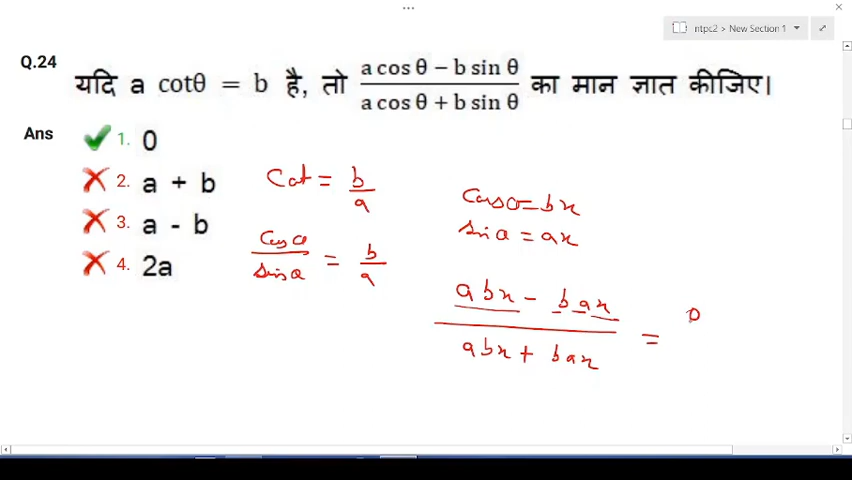 ntpc2 > New Section 1
Q.24
यदि a cotθ = b है, तो (a cos θ − b sin θ)/(a cos θ + b sin θ) का मान ज्ञात कीजिए।
Ans
1. 0
2. a + b
3. a - b
4. 2a
Cot = b/a
Cosθ/Sinθ = b/a
Cosθ = bx
Sinθ = ax
(abx − bax)/(abx + bax) = 0